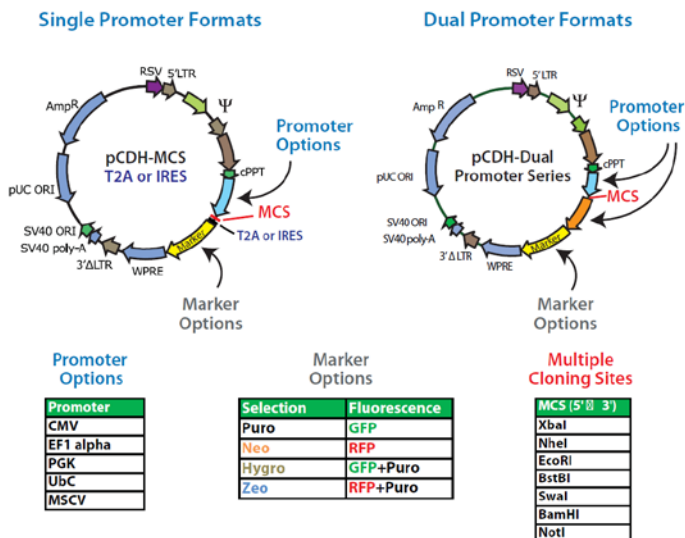 Single Promoter Formats
Dual Promoter Formats
RSV
5'LTR
Ψ
AmpR
Promoter
Options
pCDH-MCS
T2A or IRES
cPPT
pUC ORI
MCS
T2A or IRES
SV40 ORI
SV40 poly-A
3'ΔLTR
WPRE
Marker
Marker
Options
RSV
5'LTR
Ψ
Amp R
Promoter
Options
pCDH-Dual
Promoter Series
cPPT
pUC ORI
MCS
SV40 ORI
SV40 poly-A
3'ΔLTR
WPRE
Marker
Marker
Options
Promoter
Options
Promoter
CMV
EF1 alpha
PGK
UbC
MSCV
Marker
Options
Selection Fluorescence
Puro GFP
Neo RFP
Hygro GFP+Puro
Zeo RFP+Puro
Multiple
Cloning Sites
MCS (5' 3')
XbaI
NheI
EcoRI
BstBI
SwaI
BamHI
NotI